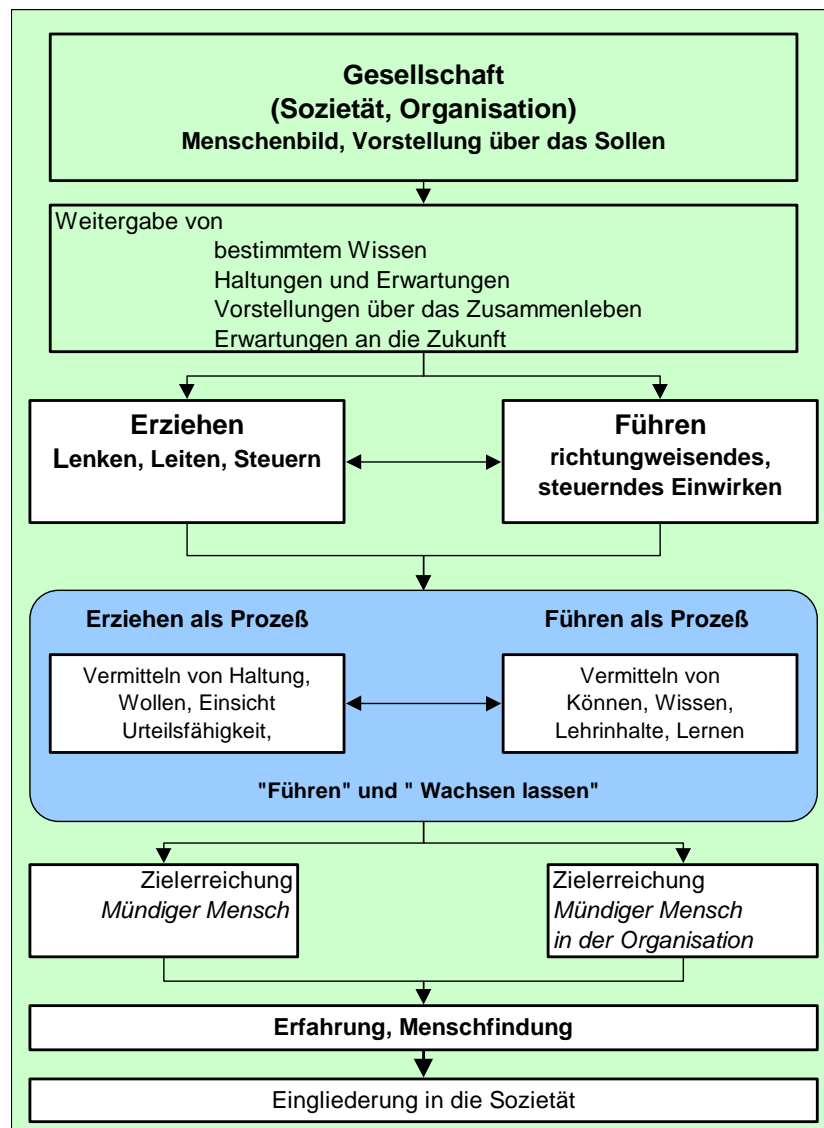 Gesellschaft
(Sozietät, Organisation)
Menschenbild, Vorstellung über das Sollen
Weitergabe von
bestimmtem Wissen
Haltungen und Erwartungen
Vorstellungen über das Zusammenleben
Erwartungen an die Zukunft
Erziehen
Lenken, Leiten, Steuern
Führen
richtungweisendes,
steuerndes Einwirken
Erziehen als Prozeß
Führen als Prozeß
Vermitteln von Haltung,
Wollen, Einsicht
Urteilsfähigkeit,
Vermitteln von
Können, Wissen,
Lehrinhalte, Lernen
"Führen" und " Wachsen lassen"
Zielerreichung
Mündiger Mensch
Zielerreichung
Mündiger Mensch
in der Organisation
Erfahrung, Menschfindung
Eingliederung in die Sozietät